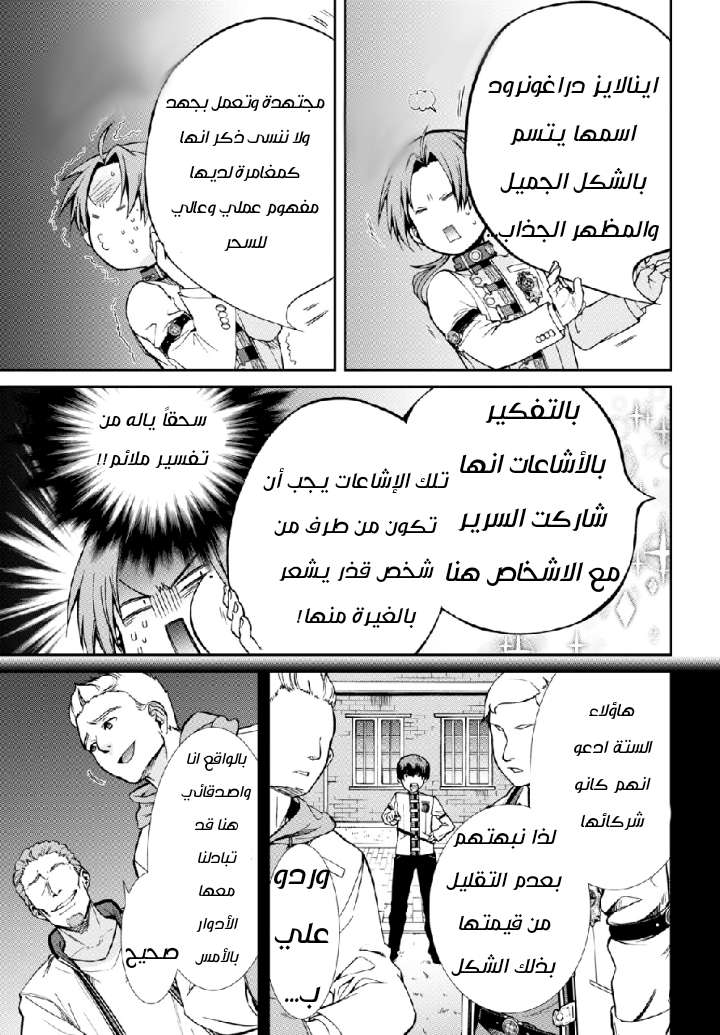 اينالايز دراغونرود
اسمها يتسم
بالشكل الجميل
والمظهر الجذاب..
مجتهدة وتعمل بجهد
ولا ننسى ذكر انها
كمغامرة لديها
مفهوم عملي وعالي
للسحر
بالتفكير
بالأشاعات انها
شاركت السرير
مع الاشخاص هنا
تلك الإشاعات يجب أن
تكون من طرف من
شخص قذر يشعر
بالغيرة منها!
سحقاً ياله من
تفسير ملائم!!
هاؤلاء
الستة ادعو
انهم كانو
شركائها
لذا نبهتهم
بعدم التقليل
من قيمتها
بذلك الشكل
وردو
علي
ب...
بالواقع انا
واصدقائي
هنا قد
تبادلنا
معها
الأدوار
بالأمس
صحيح